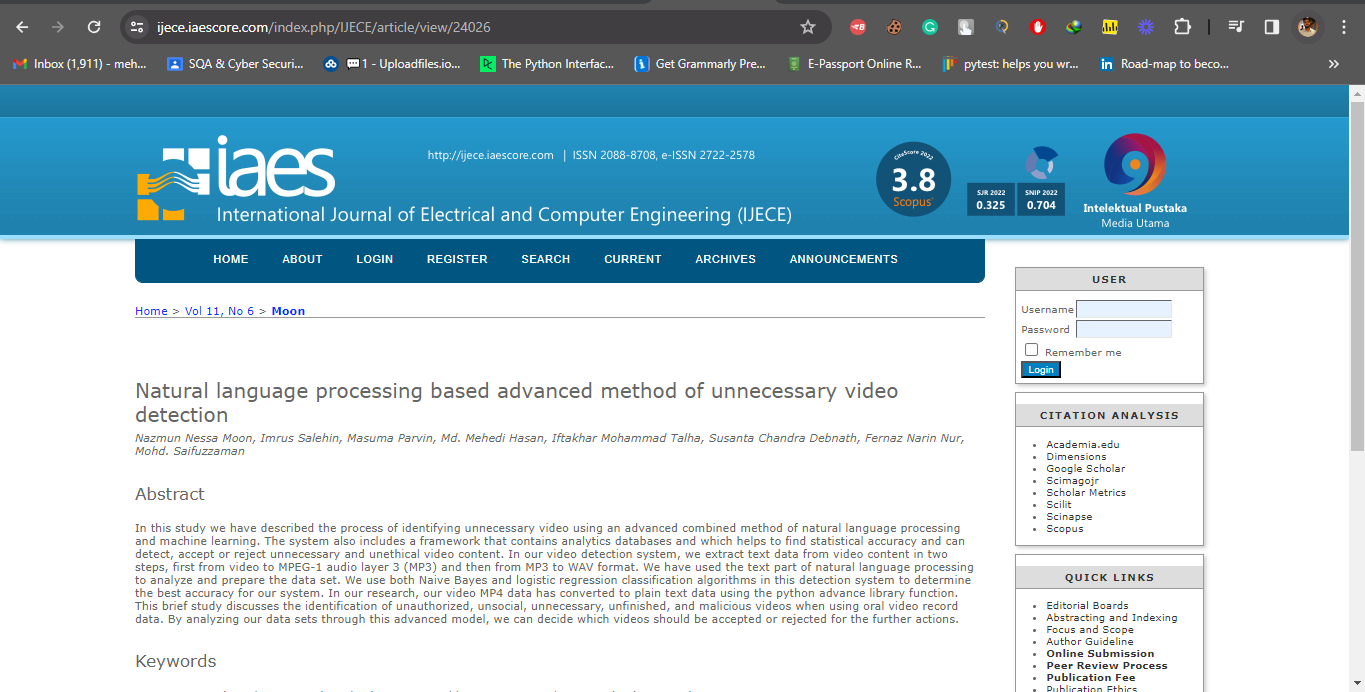 ijece.iaescore.com/index.php/IJECE/article/view/24026
Inbox (1,911) - meh...
SQA & Cyber Securi...
1 - Uploadfiles.io...
The Python Interfac...
Get Grammarly Pre...
E-Passport Online R...
pytest: helps you wr...
Road-map to beco...
iaes
http://ijece.iaescore.com | ISSN 2088-8708, e-ISSN 2722-2578
International Journal of Electrical and Computer Engineering (IJECE)
CiteScore 2022
3.8
Scopus
SJR 2022
0.325
SNIP 2022
0.704
Intelektual Pustaka
Media Utama
HOME ABOUT LOGIN REGISTER SEARCH CURRENT ARCHIVES ANNOUNCEMENTS
Home > Vol 11, No 6 > Moon
Natural language processing based advanced method of unnecessary video
detection
Nazmun Nessa Moon, Imrus Salehin, Masuma Parvin, Md. Mehedi Hasan, Iftakhar Mohammad Talha, Susanta Chandra Debnath, Fernaz Narin Nur,
Mohd. Saifuzzaman
Abstract
In this study we have described the process of identifying unnecessary video using an advanced combined method of natural language processing
and machine learning. The system also includes a framework that contains analytics databases and which helps to find statistical accuracy and can
detect, accept or reject unnecessary and unethical video content. In our video detection system, we extract text data from video content in two
steps, first from video to MPEG-1 audio layer 3 (MP3) and then from MP3 to WAV format. We have used the text part of natural language processing
to analyze and prepare the data set. We use both Naive Bayes and logistic regression classification algorithms in this detection system to determine
the best accuracy for our system. In our research, our video MP4 data has converted to plain text data using the python advance library function.
This brief study discusses the identification of unauthorized, unsocial, unnecessary, unfinished, and malicious videos when using oral video record
data. By analyzing our data sets through this advanced model, we can decide which videos should be accepted or rejected for the further actions.
Keywords
USER
Username
Password
Remember me
Login
CITATION ANALYSIS
Academia.edu
Dimensions
Google Scholar
Scimagojr
Scholar Metrics
Scilit
Scinapse
Scopus
QUICK LINKS
Editorial Boards
Abstracting and Indexing
Focus and Scope
Author Guideline
Online Submission
Peer Review Process
Publication Fee
Publication Ethics